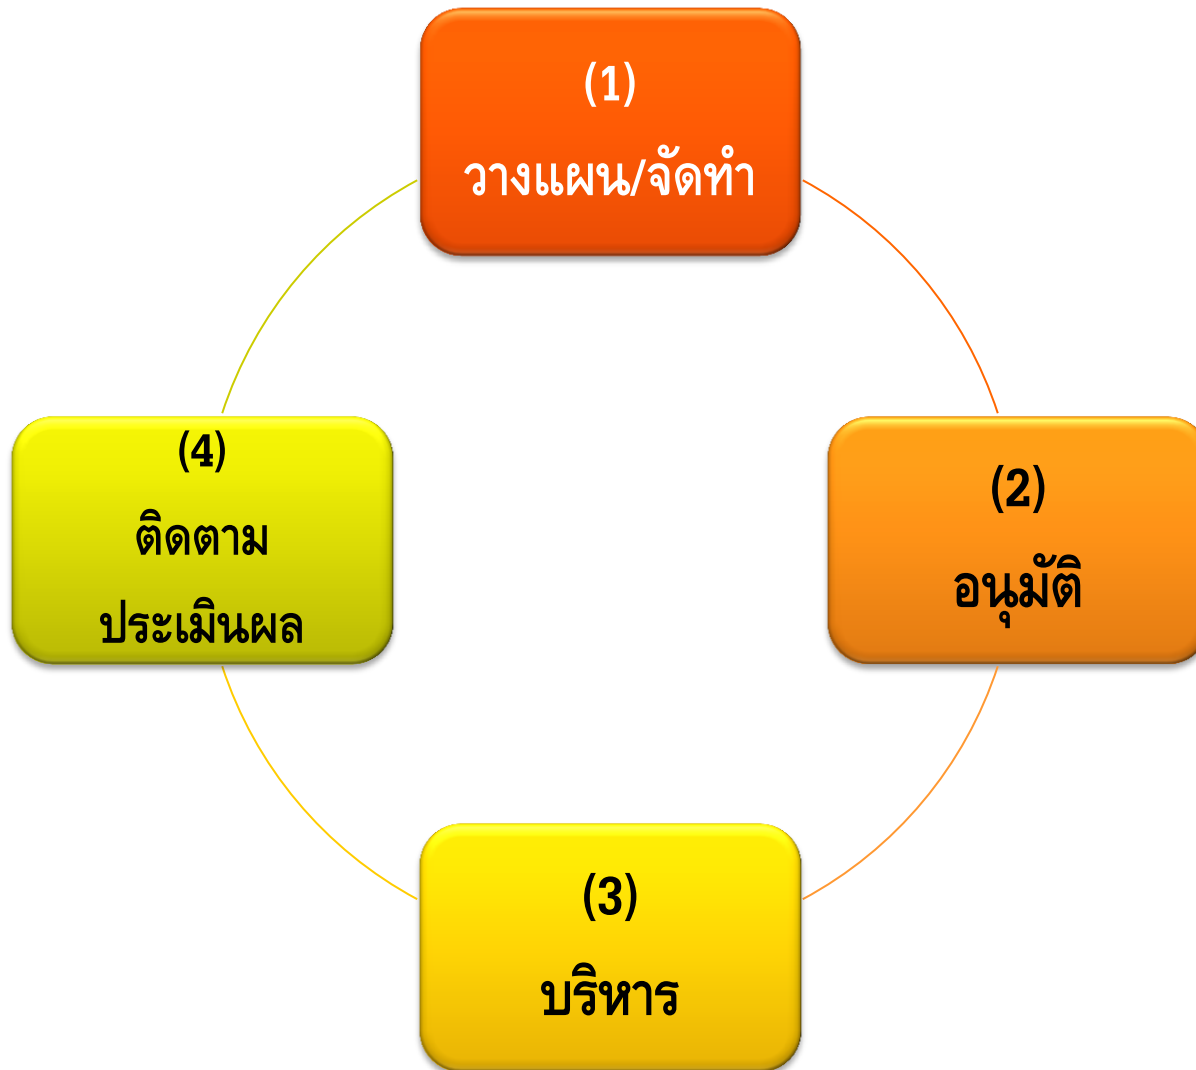 (1)
วางแผน/จัดทำ
(2)
อนุมัติ
(3)
บริหาร
(4)
ติดตาม
ประเมินผล